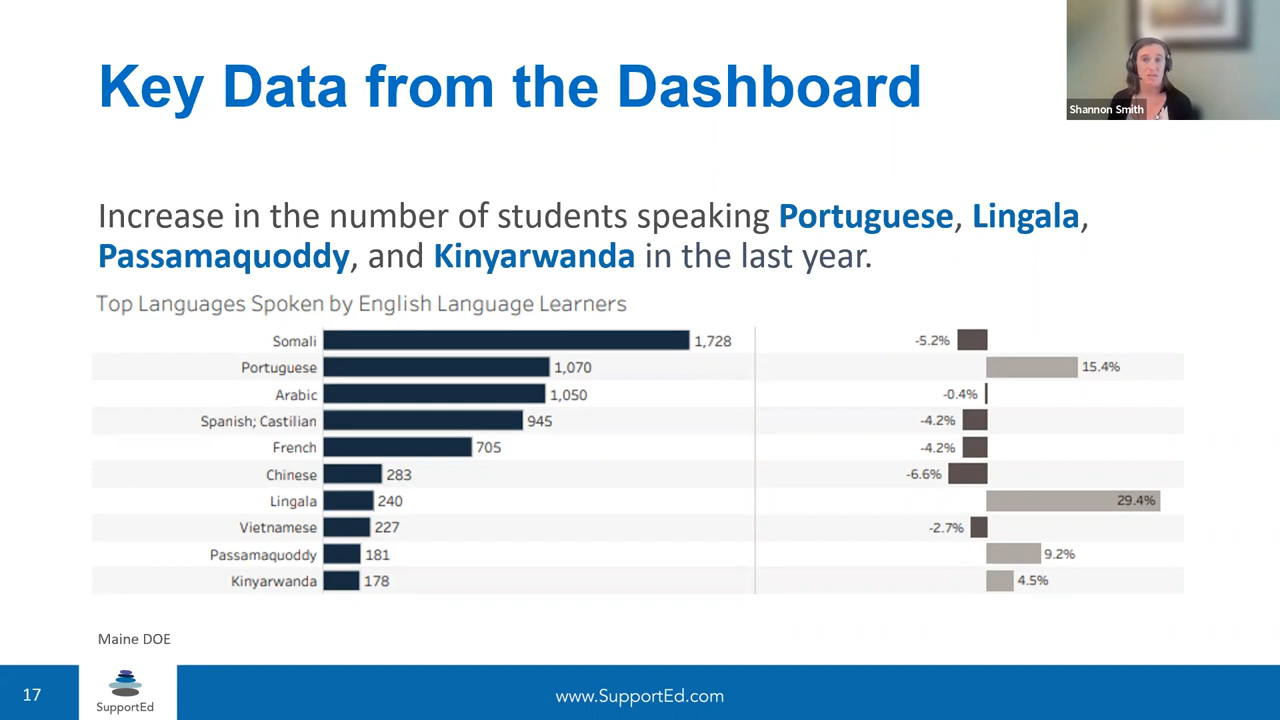 Key Data from the Dashboard
Shannon Smith
Increase in the number of students speaking Portuguese, Lingala,
Passamaquoddy, and Kinyarwanda in the last year.
Top Languages Spoken by English Language Learners
Somali 1,728 -5.2%
Portuguese 1,070 15.4%
Arabic 1,050 -0.4%
Spanish; Castilian 945 -4.2%
French 705 -4.2%
Chinese 283 -6.6%
Lingala 240 29.4%
Vietnamese 227 -2.7%
Passamaquoddy 181 9.2%
Kinyarwanda 178 4.5%
Maine DOE
17
SupportEd
www.SupportEd.com